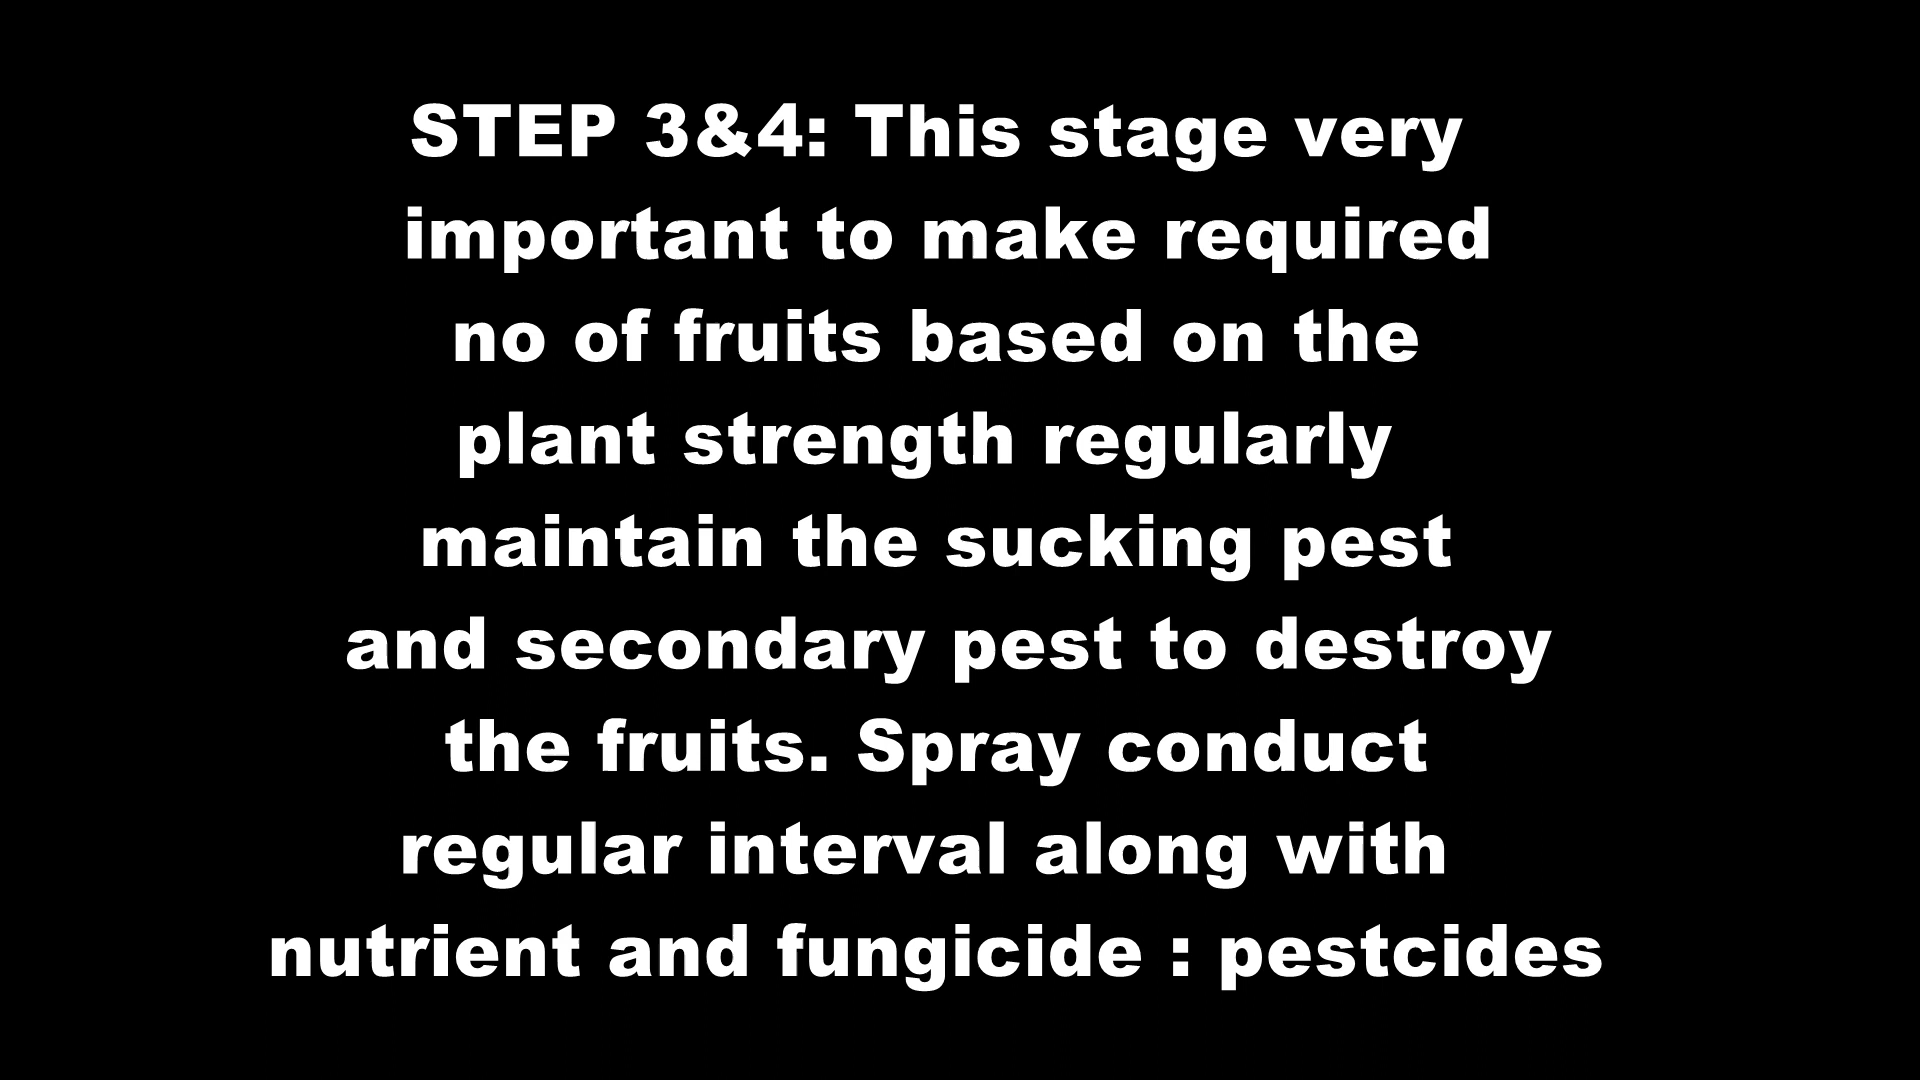 STEP 3&4: This stage very
important to make required
no of fruits based on the
plant strength regularly
maintain the sucking pest
and secondary pest to destroy
the fruits. Spray conduct
regular interval along with
nutrient and fungicide : pestcides